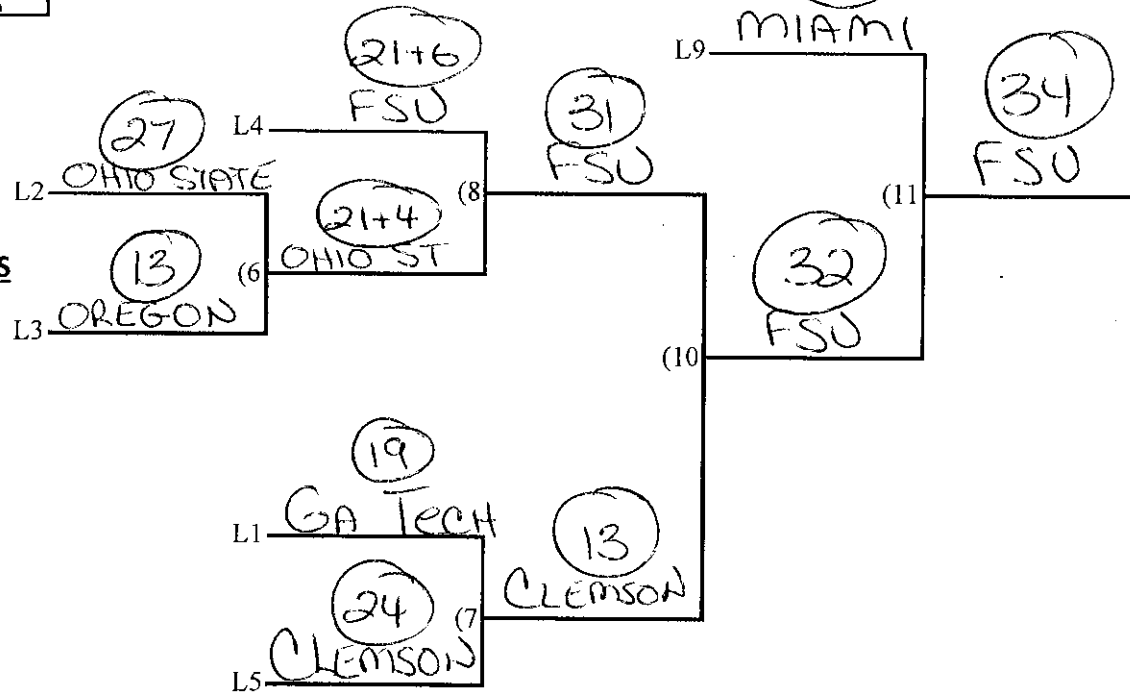 MIAMI
L9
21+6
FSU
L4
31
FSU
34
FSU
27
OHIO STATE
L2
(8
(11
21+4
OHIO ST
(6
13
OREGON
L3
32
FSU
(10
19
GA TECH
L1
13
CLEMSON
24
(7
CLEMSON
L5